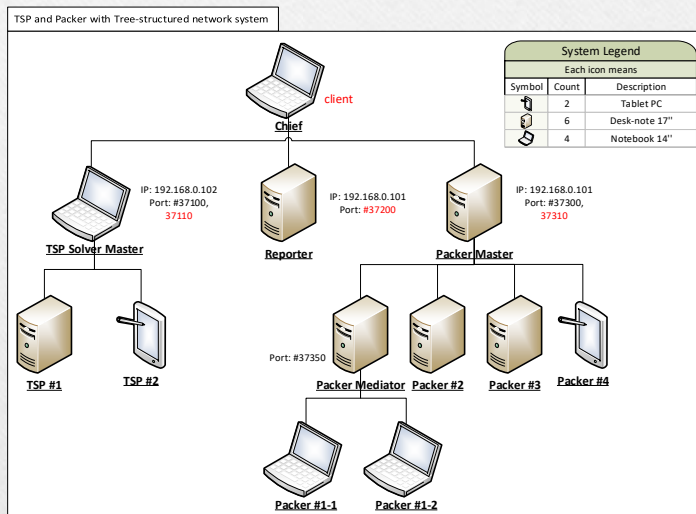 TSP and Packer with Tree-structured network system
System Legend
Each icon means
Symbol Count Description
2 Tablet PC
6 Desk-note 17"
4 Notebook 14"
client
Chief
IP: 192.168.0.102
Port: #37100,
37110
TSP Solver Master
IP: 192.168.0.101
Port: #37200
Reporter
IP: 192.168.0.101
Port: #37300,
37310
Packer Master
TSP #1
TSP #2
Port: #37350
Packer Mediator
Packer #2
Packer #3
Packer #4
Packer #1-1
Packer #1-2